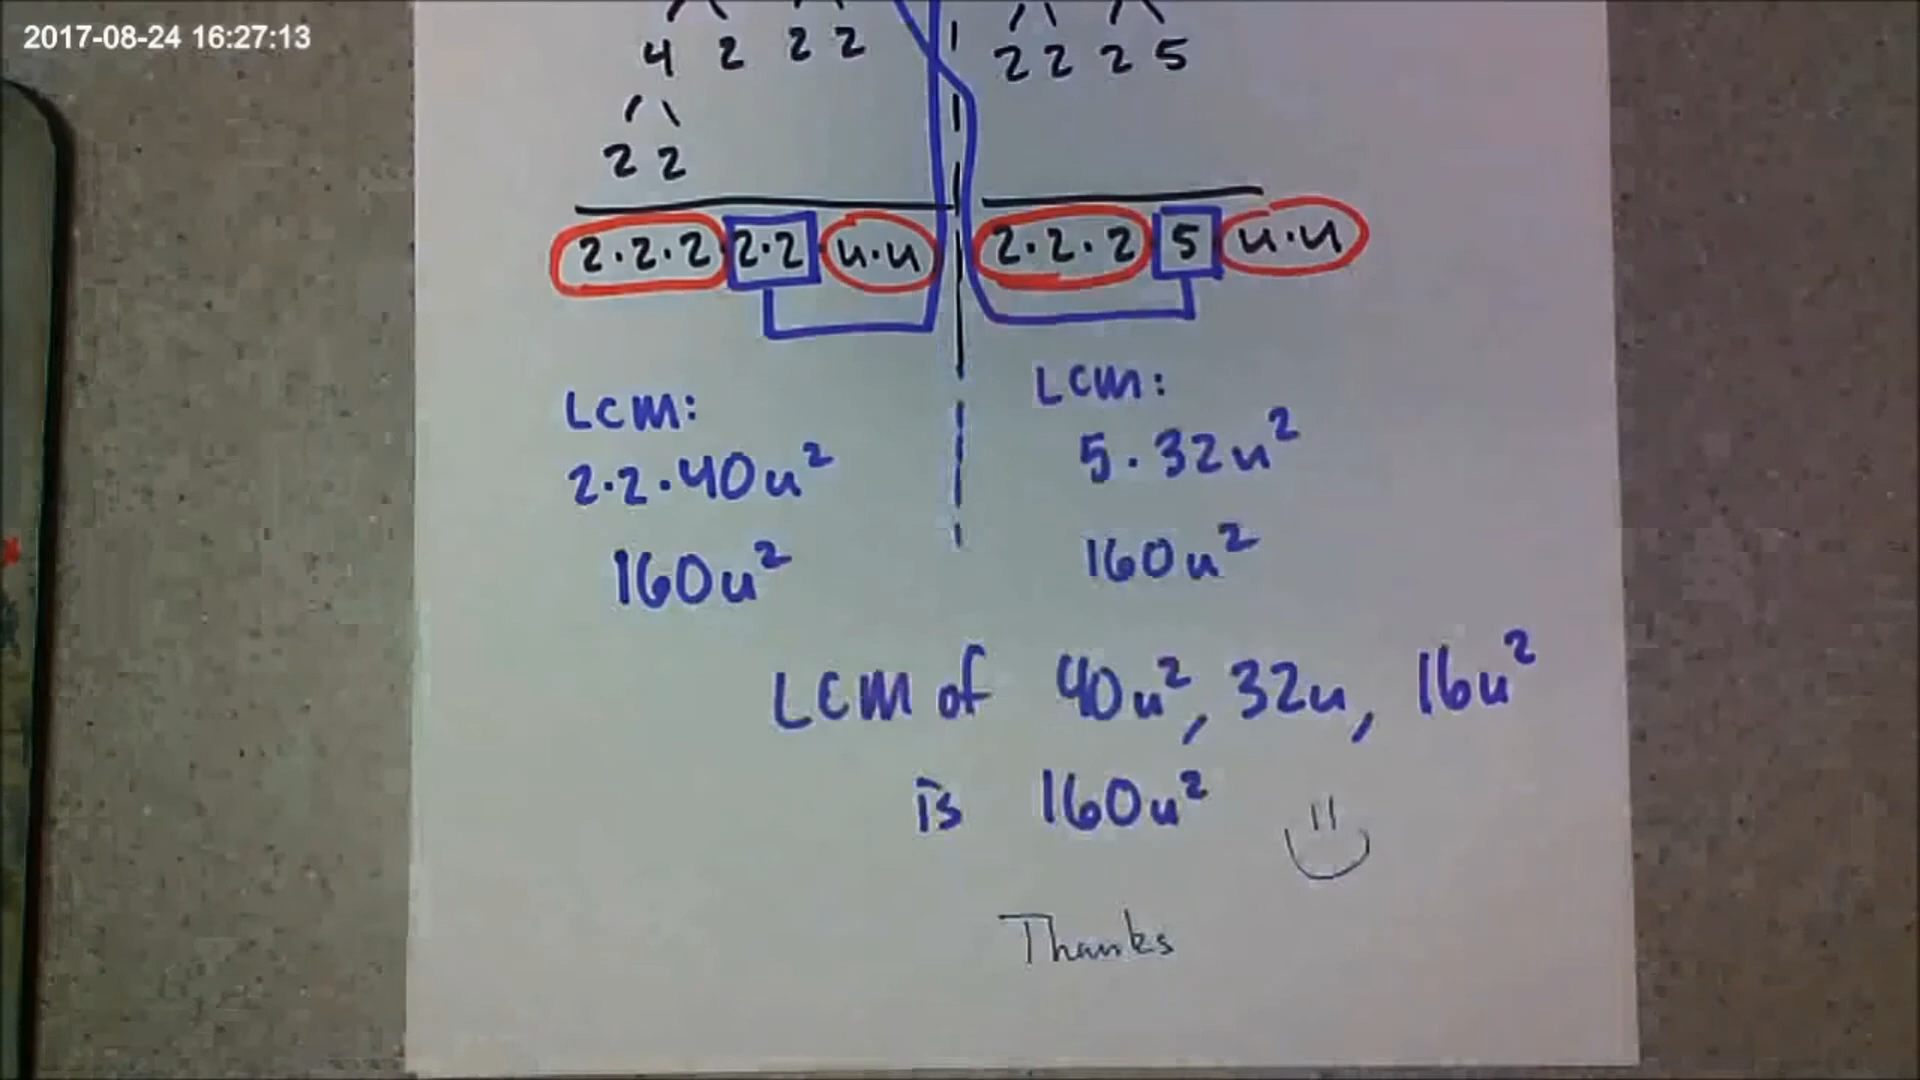 2017-08-24 16:27:13
4 2 2 2
2 2 2 5
2 2
2·2·2 2·2 u·u
2·2·2 5 u·u
LCM:
2·2·40u²
160u²
LCM:
5·32u²
160u²
LCM of 40u², 32u, 16u²
is 160u²
Thanks